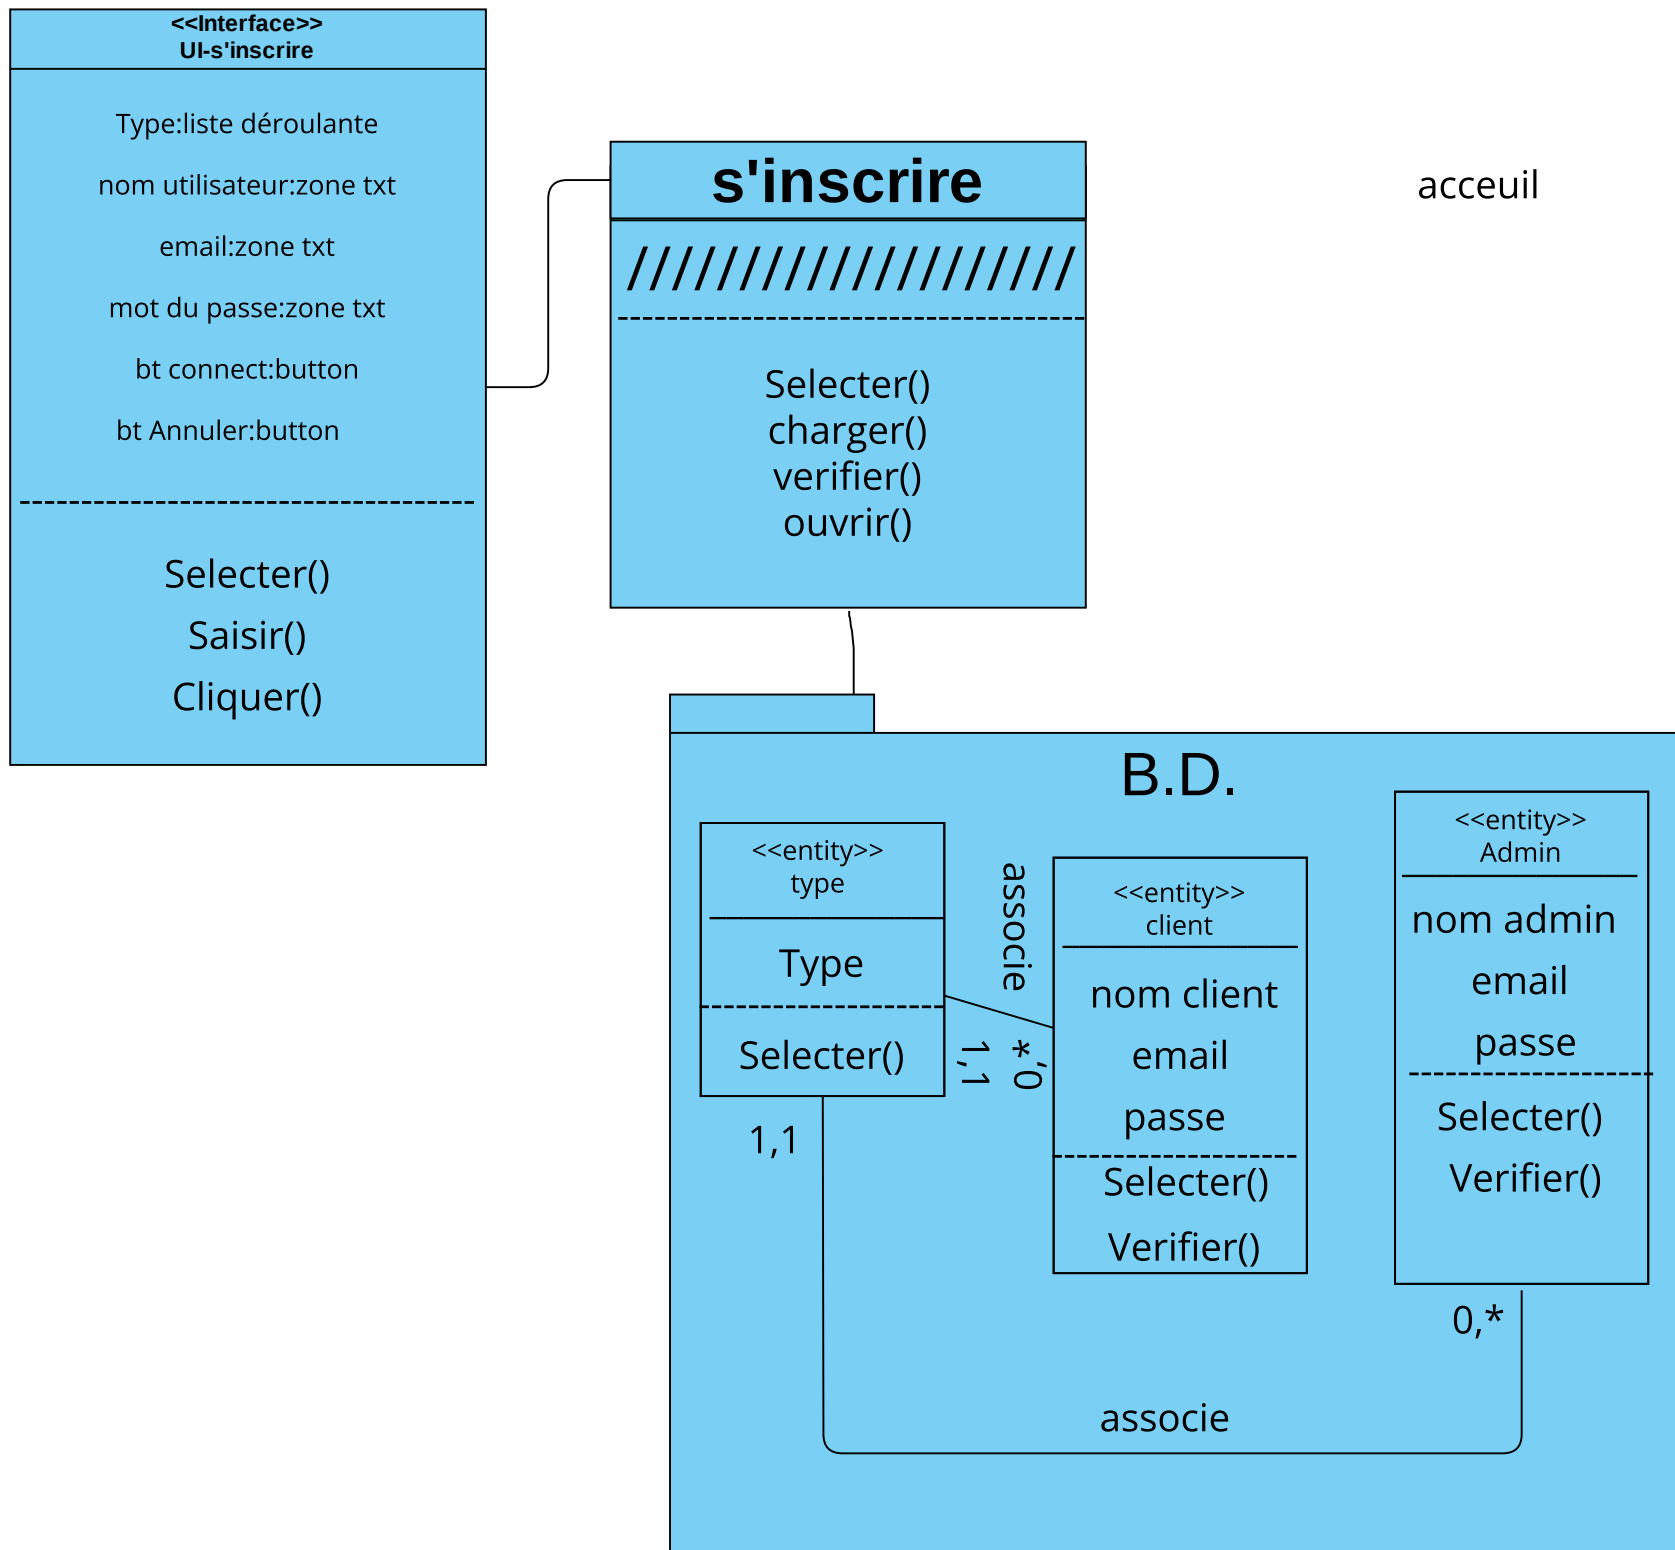 <<Interface>>
UI-s'inscrire
Type:liste déroulante
nom utilisateur:zone txt
email:zone txt
mot du passe:zone txt
bt connect:button
bt Annuler:button
Selecter()
Saisir()
Cliquer()
s'inscrire
////////////////////
Selecter()
charger()
verifier()
ouvrir()
acceuil
B.D.
<<entity>>
type
Type
Selecter()
1,1
associe
1,1
0,*
<<entity>>
client
nom client
email
passe
Selecter()
Verifier()
<<entity>>
Admin
nom admin
email
passe
Selecter()
Verifier()
0,*
associe